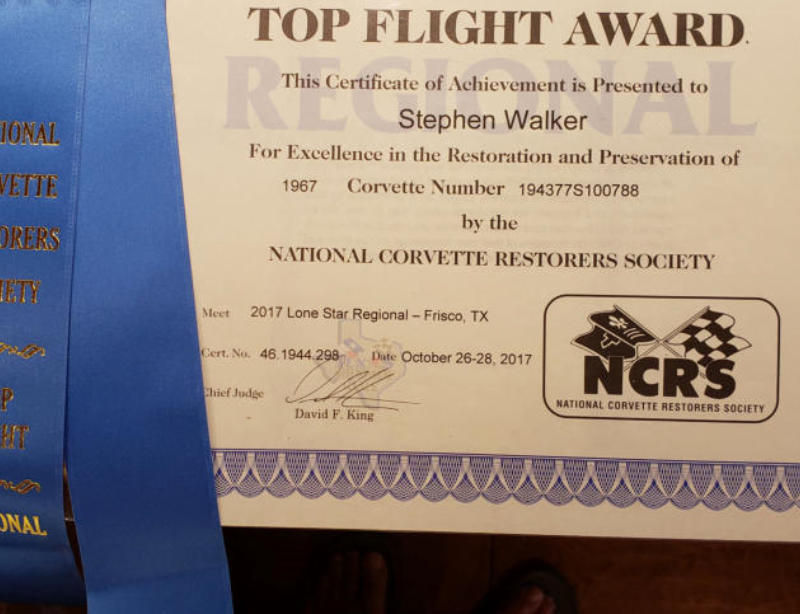 TOP FLIGHT AWARD
REGIONAL
This Certificate of Achievement is Presented to
Stephen Walker
For Excellence in the Restoration and Preservation of
1967 Corvette Number 194377S100788
by the
NATIONAL CORVETTE RESTORERS SOCIETY
Meet 2017 Lone Star Regional – Frisco, TX
Cert. No. 46.1944.298 Date October 26-28, 2017
Chief Judge
David F. King
NCRS
NATIONAL CORVETTE RESTORERS SOCIETY
IONAL
VETTE
ORERS
IETY
P
HT
ONAL